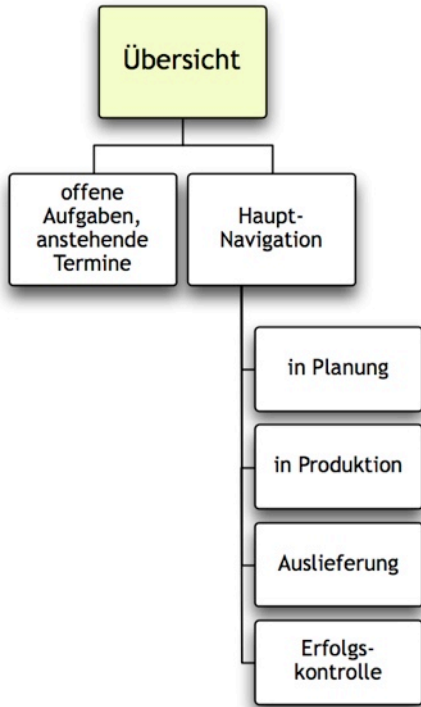 Übersicht
offene
Aufgaben,
anstehende
Termine
Haupt-
Navigation
in Planung
in Produktion
Auslieferung
Erfolgs-
kontrolle